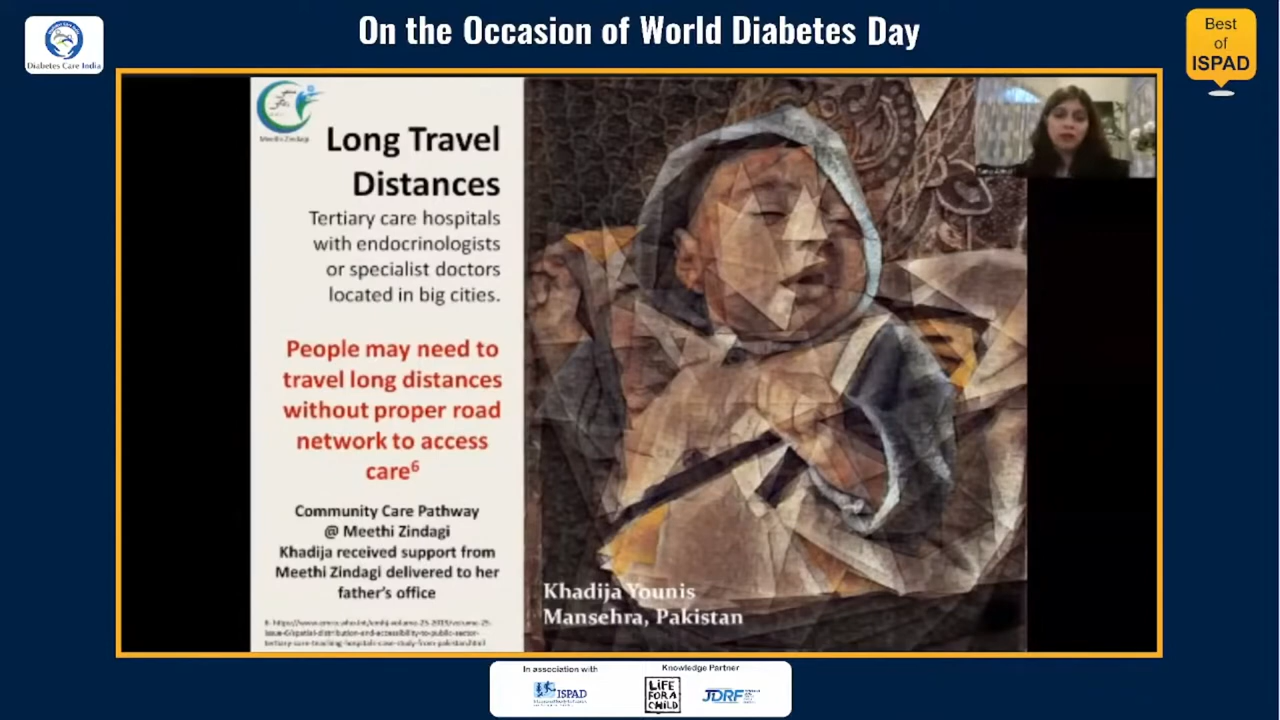 On the Occasion of World Diabetes Day
Diabetes Care India
Best
of
ISPAD
Meethi Zindagi
Long Travel
Distances
Tertiary care hospitals
with endocrinologists
or specialist doctors
located in big cities.
People may need to
travel long distances
without proper road
network to access
care⁶
Community Care Pathway
@ Meethi Zindagi
Khadija received support from
Meethi Zindagi delivered to her
father's office
Khadija Younis
Mansehra, Pakistan
In association with
ISPAD
Knowledge Partner
LiFE
FOR A
CHiLD
JDRF